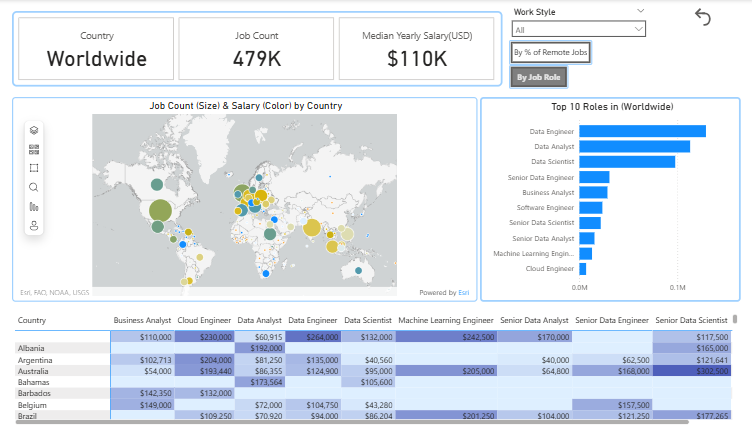 Country
Worldwide
Job Count
479K
Median Yearly Salary(USD)
$110K
Work Style
All
By % of Remote Jobs
By Job Role
Job Count (Size) & Salary (Color) by Country
Esri, FAO, NOAA, USGS
Powered by Esri
Top 10 Roles in (Worldwide)
Data Engineer
Data Analyst
Data Scientist
Senior Data Engineer
Business Analyst
Software Engineer
Senior Data Scientist
Senior Data Analyst
Machine Learning Engin...
Cloud Engineer
0.0M 0.1M
Country Business Analyst Cloud Engineer Data Analyst Data Engineer Data Scientist Machine Learning Engineer Senior Data Analyst Senior Data Engineer Senior Data Scientist
$110,000 $230,000 $60,915 $264,000 $132,000 $242,500 $170,000 $117,500
Albania $192,000 $165,000
Argentina $102,713 $204,000 $81,250 $135,000 $40,560 $40,000 $62,500 $121,641
Australia $54,000 $193,440 $86,355 $124,900 $95,000 $205,000 $64,800 $168,000 $302,500
Bahamas $173,564 $105,600
Barbados $142,350 $132,000
Belgium $149,000 $72,000 $104,750 $43,280 $157,500
Brazil $109,250 $70,920 $94,000 $86,204 $201,250 $104,000 $121,250 $177,265